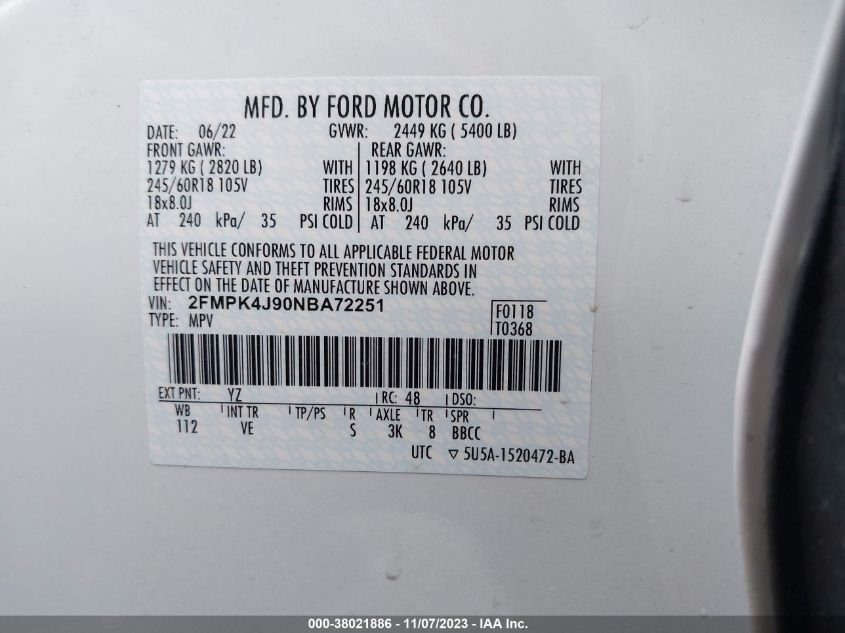 MFD. BY FORD MOTOR CO.
DATE: 06/22 GVWR: 2449 KG ( 5400 LB)
FRONT GAWR: REAR GAWR:
1279 KG ( 2820 LB) WITH 1198 KG ( 2640 LB) WITH
245/60R18 105V TIRES 245/60R18 105V TIRES
18x8.0J RIMS 18x8.0J RIMS
AT 240 kPa/ 35 PSI COLD AT 240 kPa/ 35 PSI COLD
THIS VEHICLE CONFORMS TO ALL APPLICABLE FEDERAL MOTOR
VEHICLE SAFETY AND THEFT PREVENTION STANDARDS IN
EFFECT ON THE DATE OF MANUFACTURE SHOWN ABOVE.
VIN: 2FMPK4J90NBA72251 F0118
TYPE: MPV T0368
EXT PNT: YZ RC: 48 DSO:
WB INT TR TP/PS R AXLE TR SPR
112 VE S 3K 8 BBCC
UTC ▽ 5U5A-1520472-BA
000-38021886 - 11/07/2023 - IAA Inc.